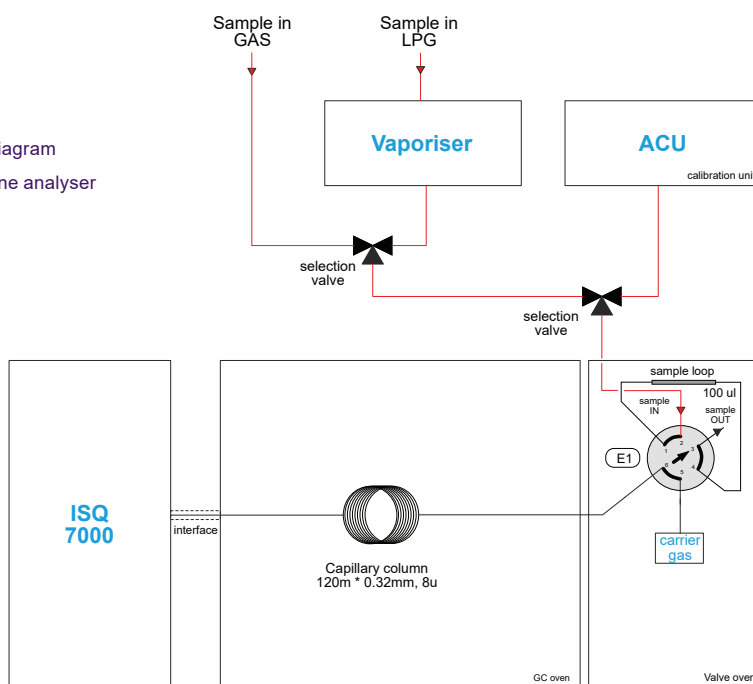 Sample in
GAS
Sample in
LPG
iagram
ne analyser
Vaporiser
ACU
calibration uni
selection
valve
selection
valve
sample loop
100 ul
sample
IN
sample
OUT
E1
1
2
3
4
5
6
ISQ
7000
interface
carrier
gas
Capillary column
120m * 0.32mm, 8u
GC oven
Valve oven